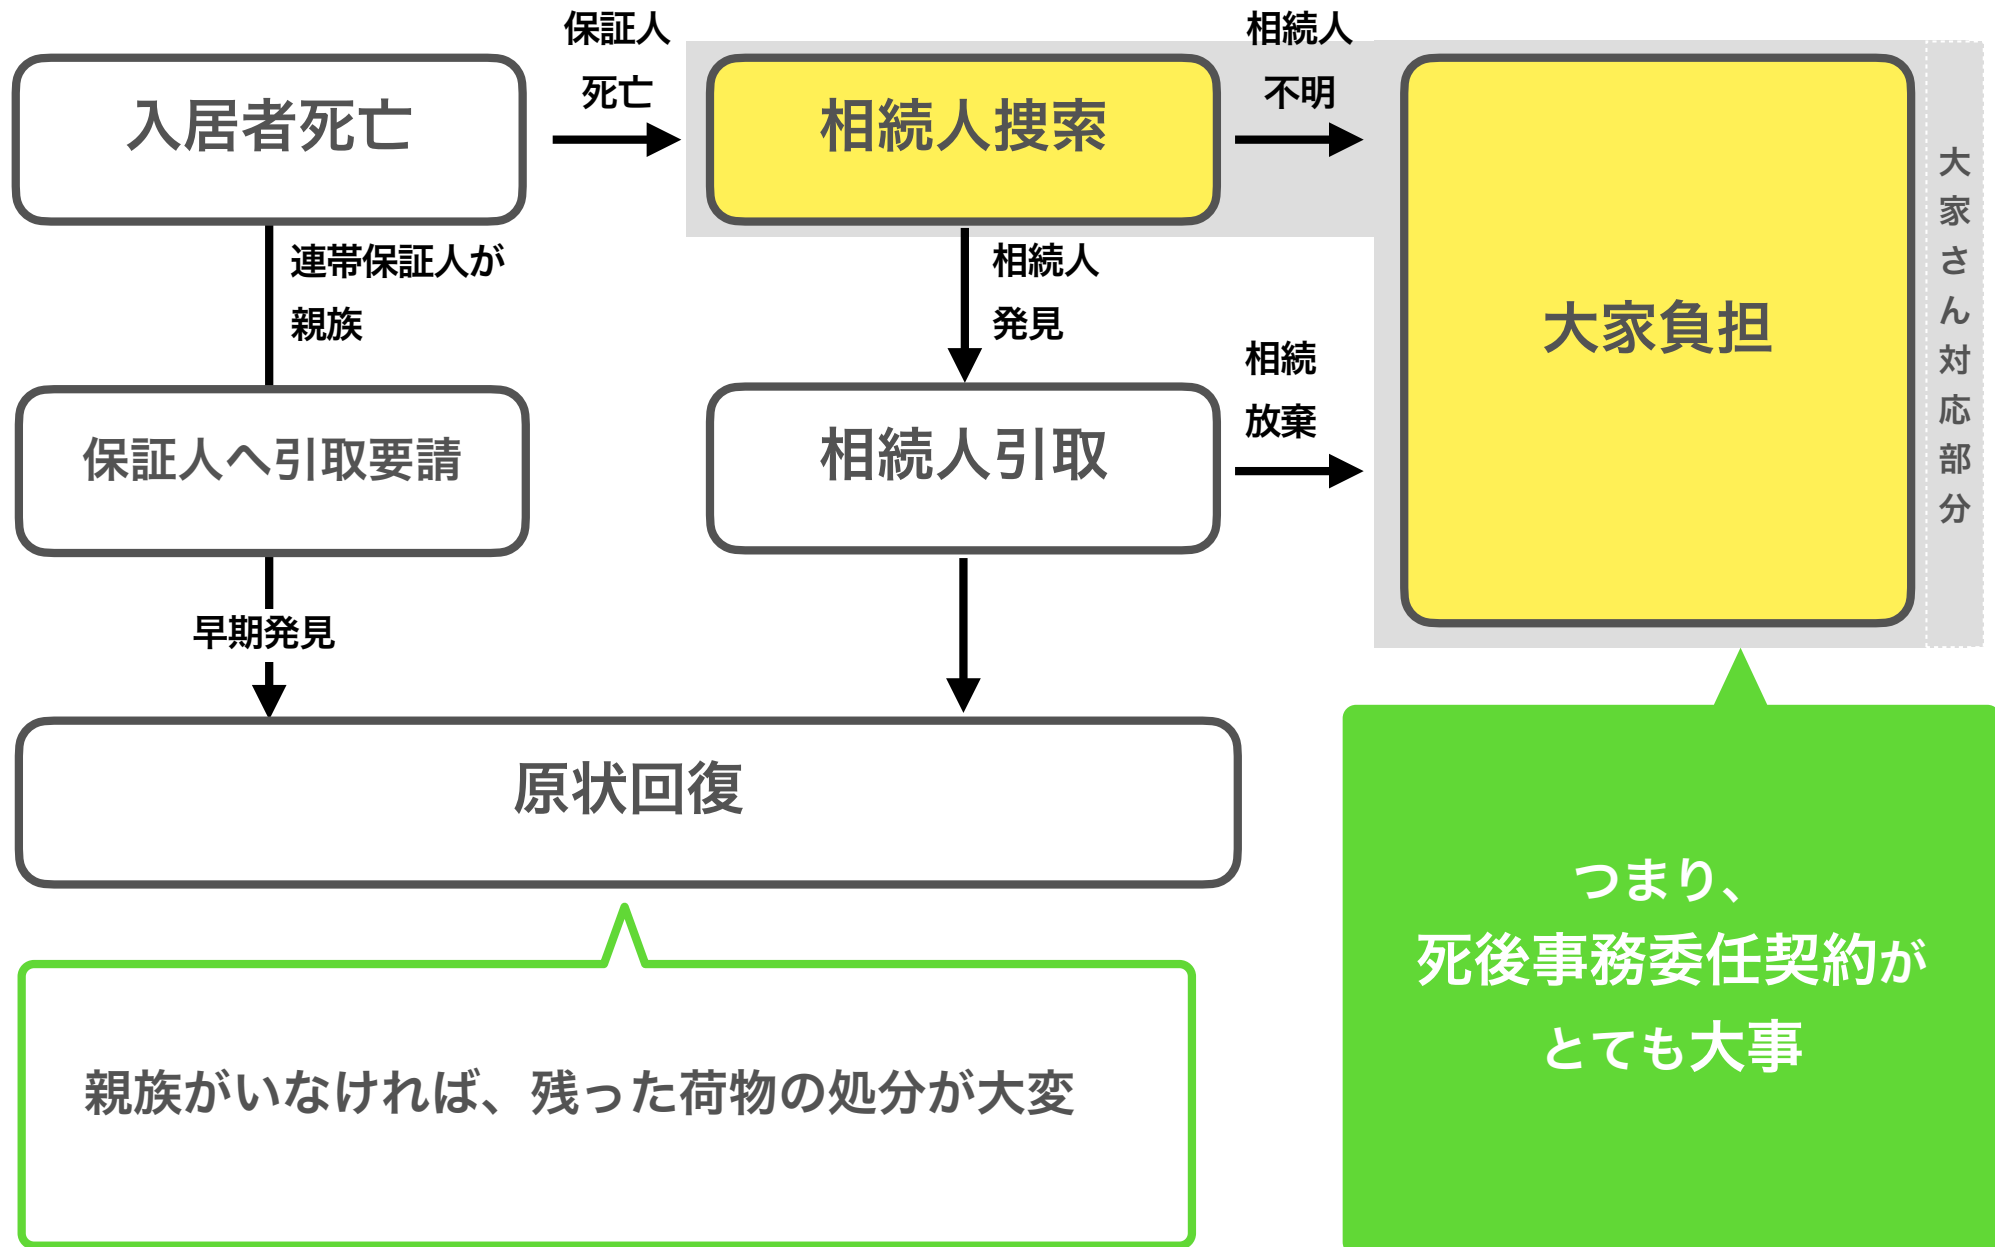 入居者死亡
保証人
死亡
相続人捜索
相続人
不明
大家負担
大家さん対応部分
連帯保証人が
親族
相続人
発見
保証人へ引取要請
相続人引取
相続
放棄
早期発見
原状回復
親族がいなければ、残った荷物の処分が大変
つまり、
死後事務委任契約が
とても大事